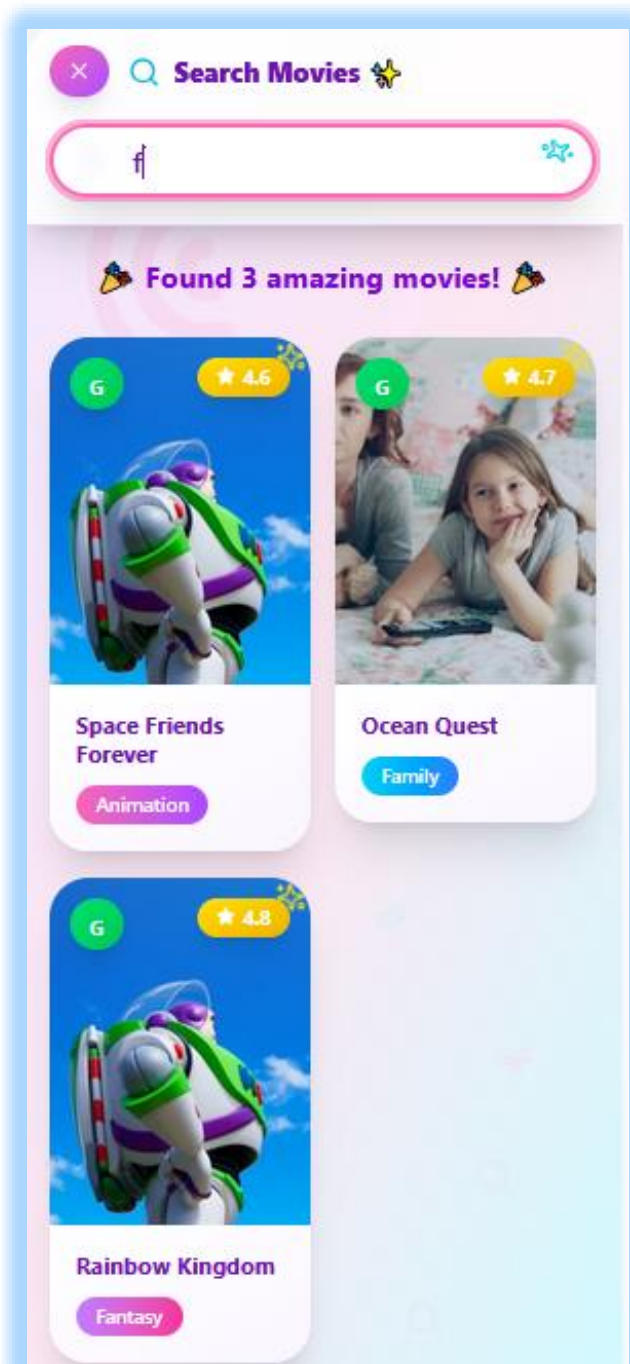 Search Movies ✨
f
🎉 Found 3 amazing movies! 🎉
G
★ 4.6
G
★ 4.7
Space Friends
Forever
Animation
Ocean Quest
Family
G
★ 4.8
Rainbow Kingdom
Fantasy